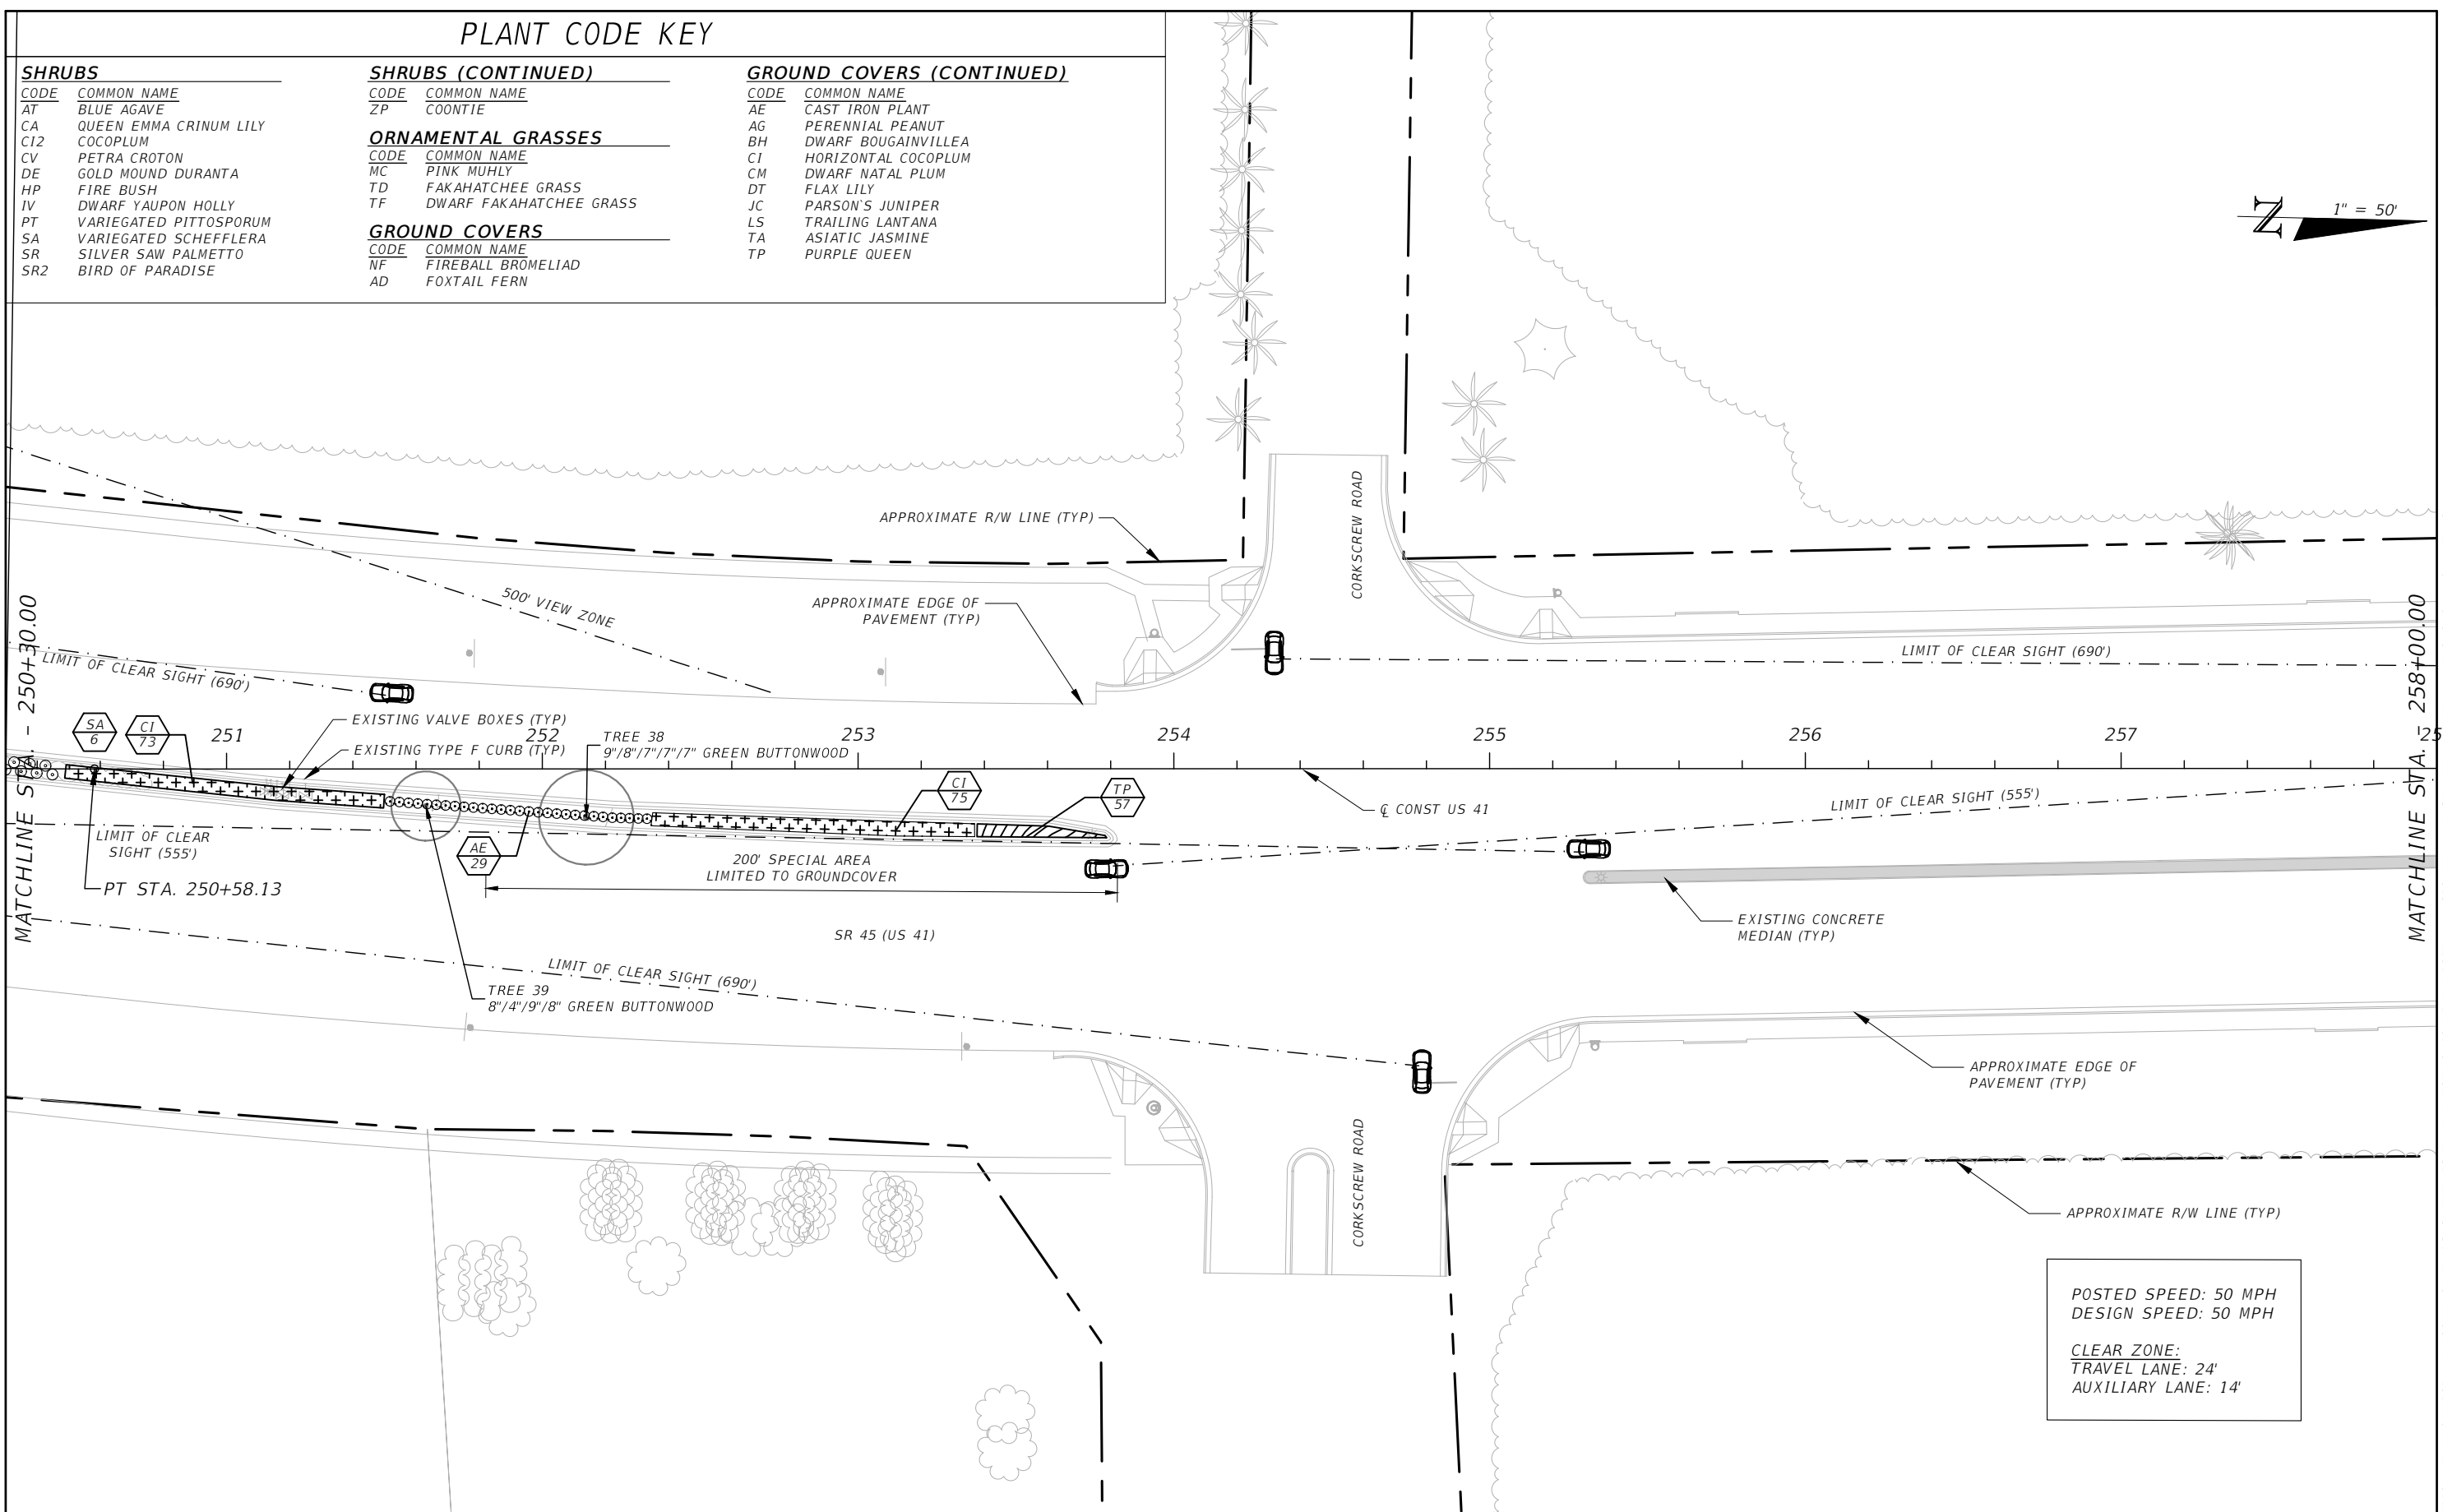 PLANT CODE KEY
SHRUBS
CODE COMMON NAME
AT BLUE AGAVE
CA QUEEN EMMA CRINUM LILY
CI2 COCOPLUM
CV PETRA CROTON
DE GOLD MOUND DURANTA
HP FIRE BUSH
IV DWARF YAUPON HOLLY
PT VARIEGATED PITTOSPORUM
SA VARIEGATED SCHEFFLERA
SR SILVER SAW PALMETTO
SR2 BIRD OF PARADISE
SHRUBS (CONTINUED)
CODE COMMON NAME
ZP COONTIE
ORNAMENTAL GRASSES
CODE COMMON NAME
MC PINK MUHLY
TD FAKAHATCHEE GRASS
TF DWARF FAKAHATCHEE GRASS
GROUND COVERS
CODE COMMON NAME
NF FIREBALL BROMELIAD
AD FOXTAIL FERN
GROUND COVERS (CONTINUED)
CODE COMMON NAME
AE CAST IRON PLANT
AG PERENNIAL PEANUT
BH DWARF BOUGAINVILLEA
CI HORIZONTAL COCOPLUM
CM DWARF NATAL PLUM
DT FLAX LILY
JC PARSON`S JUNIPER
LS TRAILING LANTANA
TA ASIATIC JASMINE
TP PURPLE QUEEN
N
1" = 50'
APPROXIMATE R/W LINE (TYP)
CORKSCREW ROAD
500' VIEW ZONE
APPROXIMATE EDGE OF
PAVEMENT (TYP)
LIMIT OF CLEAR SIGHT (690')
LIMIT OF CLEAR SIGHT (690')
MATCHLINE STA. - 250+30.00
MATCHLINE STA. - 258+00.00
SA
6
CI
73
251
252
253
254
255
256
257
25
EXISTING VALVE BOXES (TYP)
EXISTING TYPE F CURB (TYP)
TREE 38
9"/8"/7"/7"/7" GREEN BUTTONWOOD
CI
75
TP
57
℄ CONST US 41
LIMIT OF CLEAR SIGHT (555')
LIMIT OF CLEAR
SIGHT (555')
AE
29
200' SPECIAL AREA
LIMITED TO GROUNDCOVER
PT STA. 250+58.13
EXISTING CONCRETE
MEDIAN (TYP)
SR 45 (US 41)
LIMIT OF CLEAR SIGHT (690')
TREE 39
8"/4"/9"/8" GREEN BUTTONWOOD
APPROXIMATE EDGE OF
PAVEMENT (TYP)
CORKSCREW ROAD
APPROXIMATE R/W LINE (TYP)
POSTED SPEED: 50 MPH
DESIGN SPEED: 50 MPH
CLEAR ZONE:
TRAVEL LANE: 24'
AUXILIARY LANE: 14'